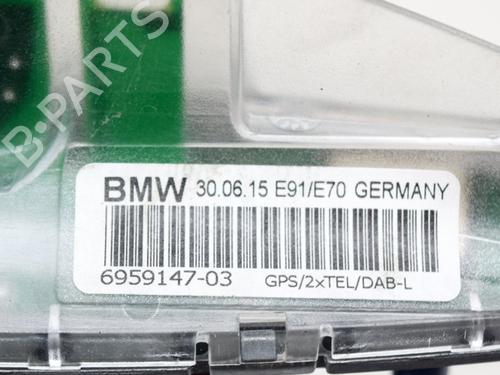 B-PARTS
BMW 30.06.15 E91/E70 GERMANY
6959147-03 GPS/2xTEL/DAB-L